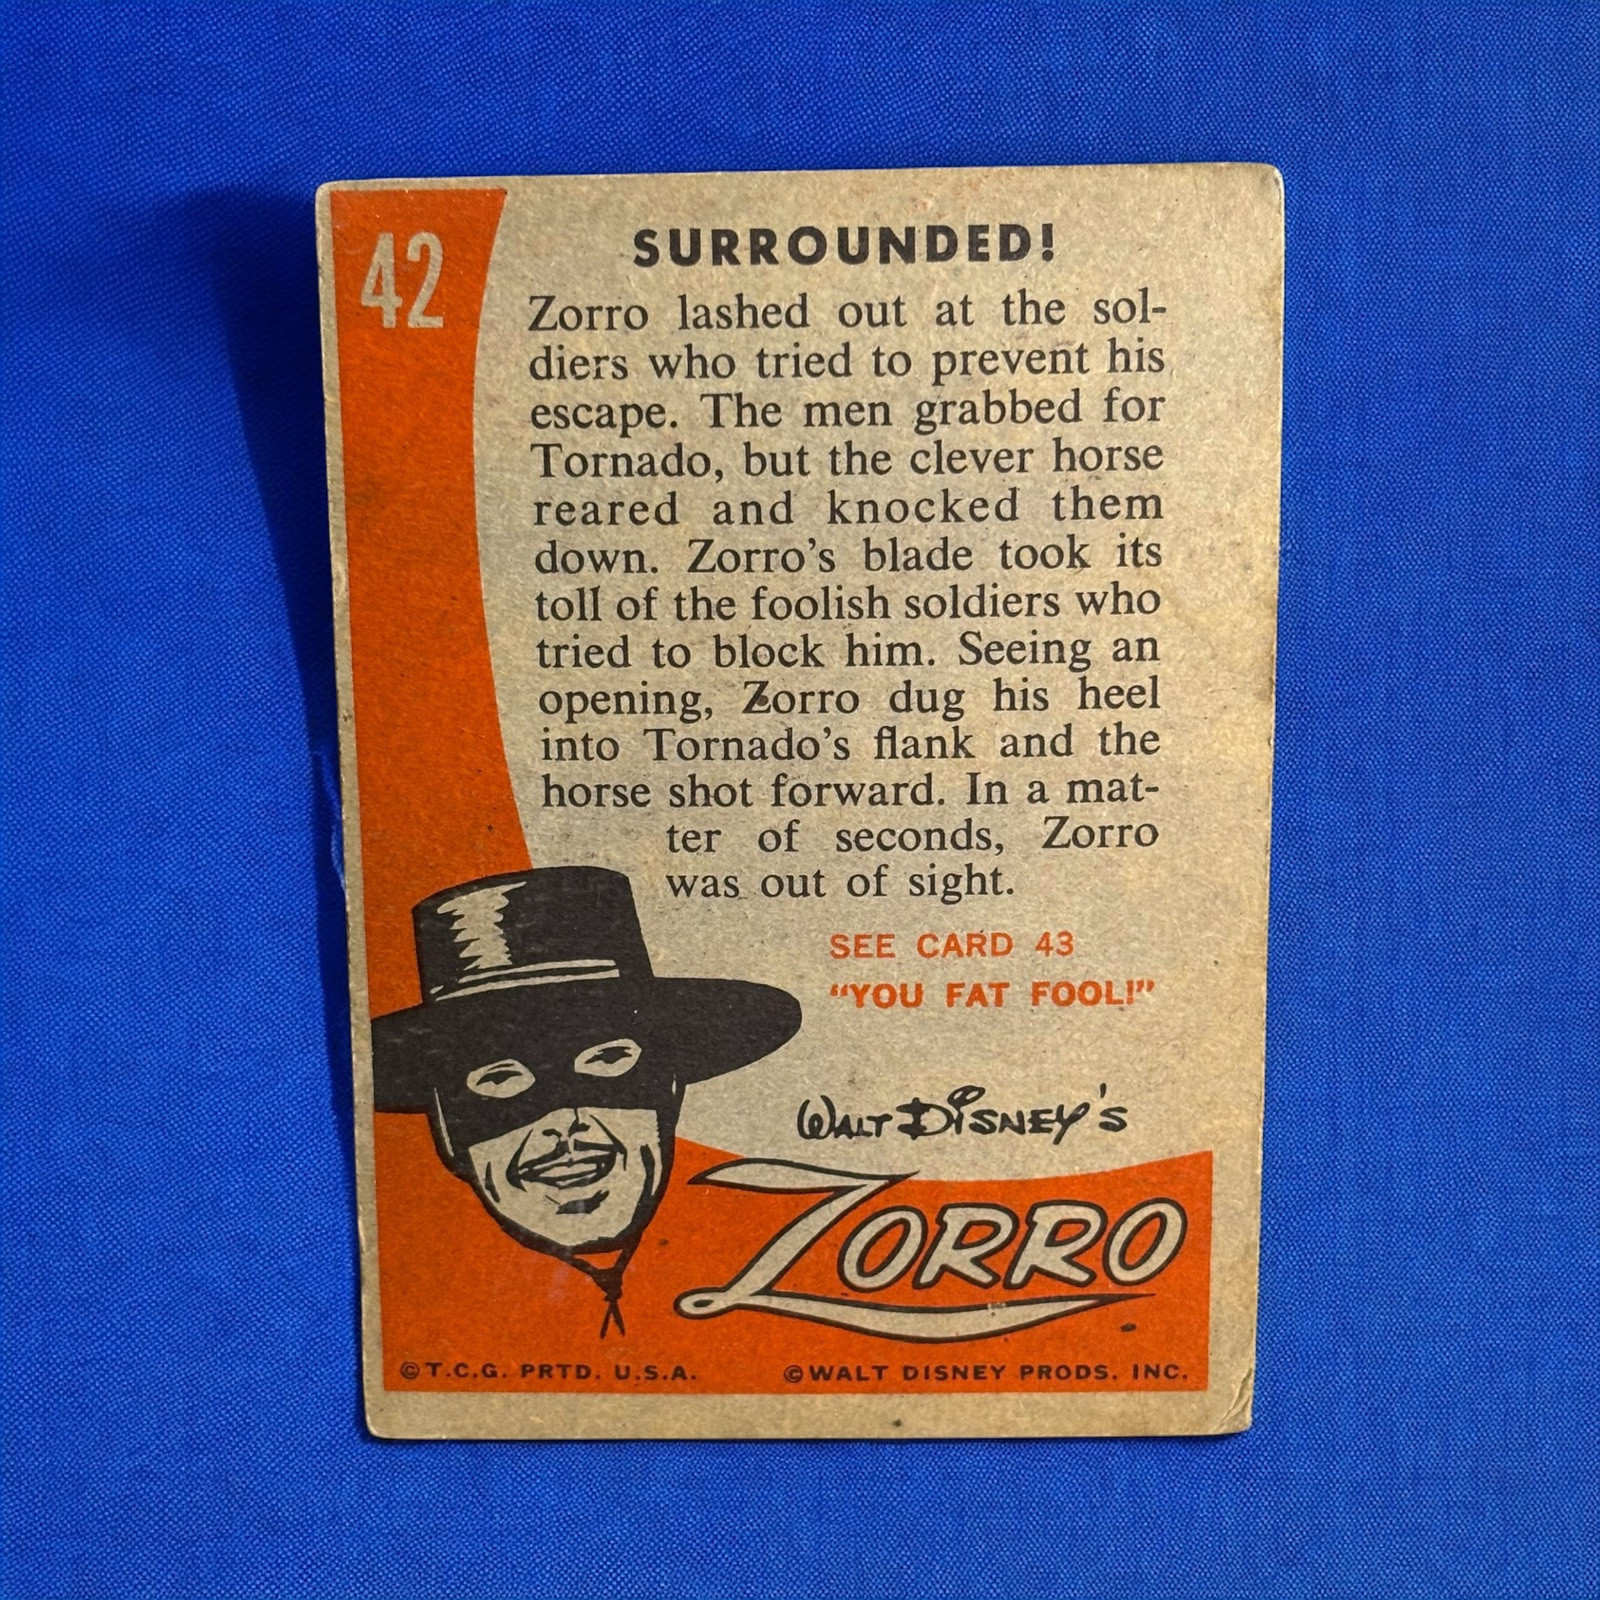 42
SURROUNDED!
Zorro lashed out at the sol-
diers who tried to prevent his
escape. The men grabbed for
Tornado, but the clever horse
reared and knocked them
down. Zorro's blade took its
toll of the foolish soldiers who
tried to block him. Seeing an
opening, Zorro dug his heel
into Tornado's flank and the
horse shot forward. In a mat-
ter of seconds, Zorro
was out of sight.
SEE CARD 43
"YOU FAT FOOL!"
WALT DISNEY'S
ZORRO
©T.C.G. PRTD. U.S.A.
©WALT DISNEY PRODS. INC.